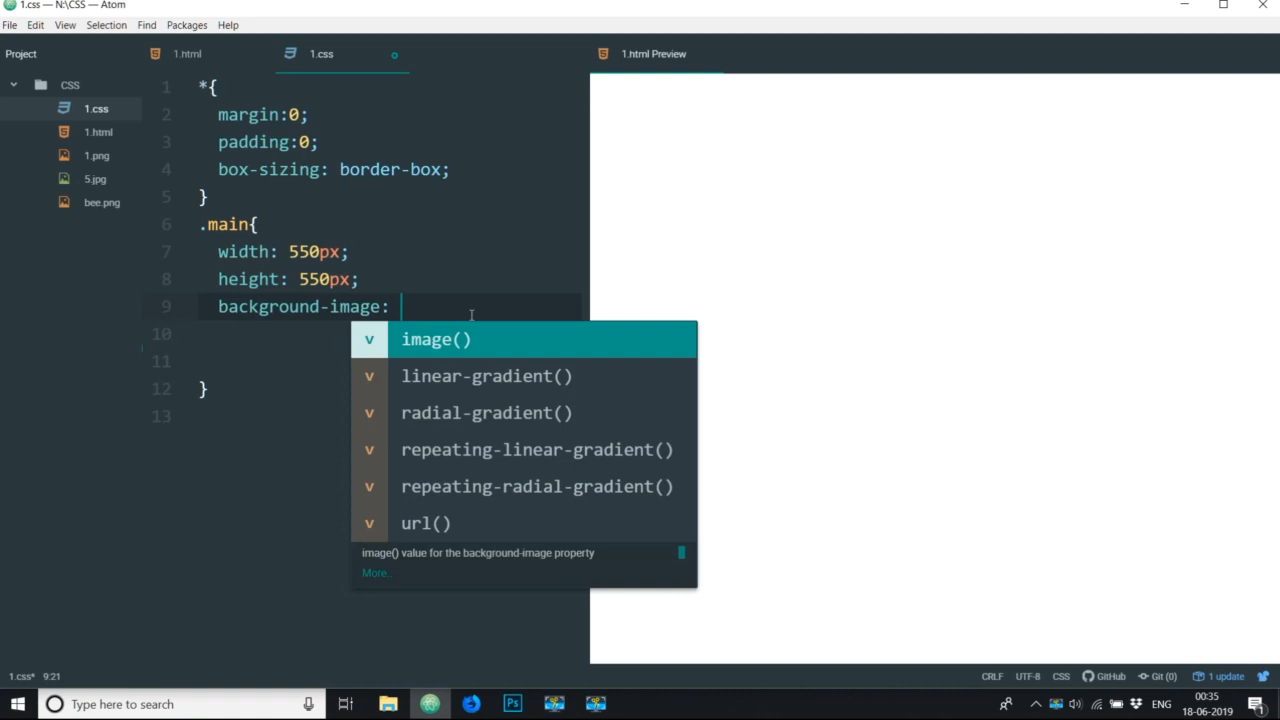 1.css — N:\CSS — Atom
File Edit View Selection Find Packages Help
Project
1.html
1.css
1.html Preview
CSS
1.css
1.html
1.png
5.jpg
bee.png
1 *{
2 margin:0;
3 padding:0;
4 box-sizing: border-box;
5 }
6 .main{
7 width: 550px;
8 height: 550px;
9 background-image:
10
11
12 }
13
v image()
v linear-gradient()
v radial-gradient()
v repeating-linear-gradient()
v repeating-radial-gradient()
v url()
image() value for the background-image property
More..
1.css* 9:21
CRLF UTF-8 CSS GitHub Git (0) 1 update
Type here to search
Ps
ENG
00:35
18-06-2019
1